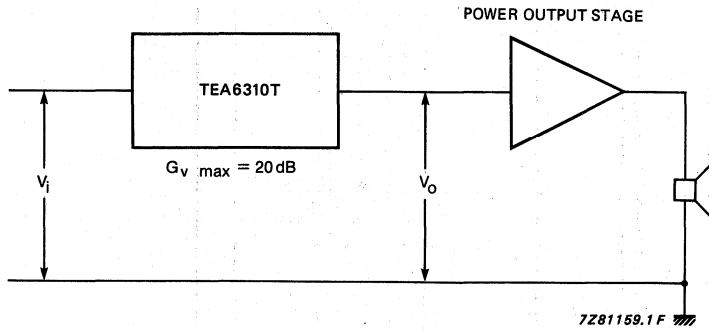 POWER OUTPUT STAGE
TEA6310T
Gv max = 20 dB
Vi
Vo
7Z81159.1 F